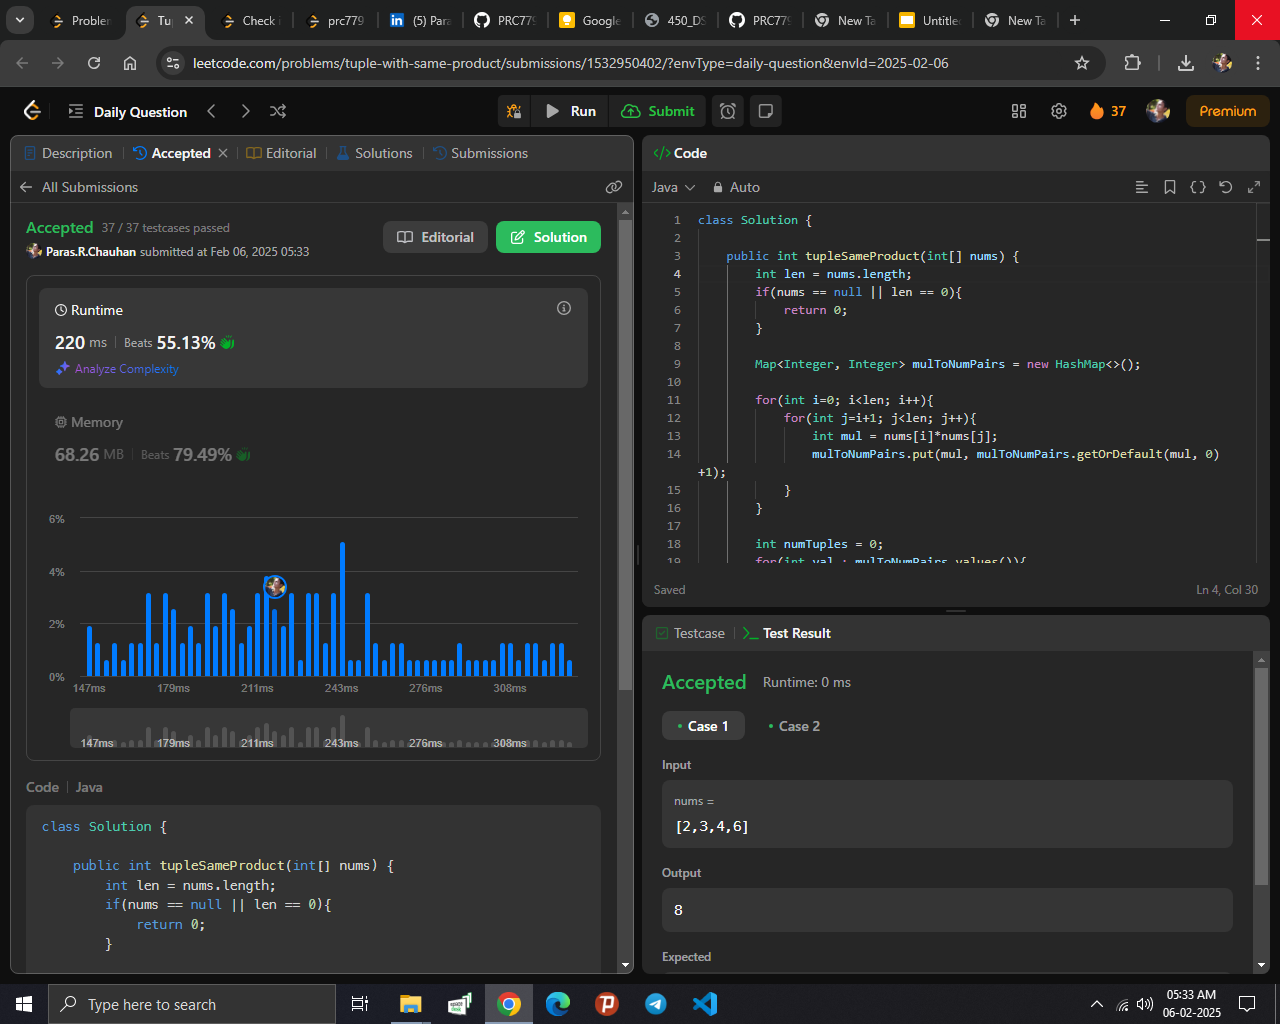 Problem
Tup
Check i
prc779
(5) Para
PRC779
Google
450_DS
PRC779
New Ta
Untitled
New Ta
leetcode.com/problems/tuple-with-same-product/submissions/1532950402/?envType=daily-question&envId=2025-02-06
Daily Question
Run
Submit
37
Premium
Description
Accepted
Editorial
Solutions
Submissions
All Submissions
Accepted 37 / 37 testcases passed
Paras.R.Chauhan submitted at Feb 06, 2025 05:33
Editorial
Solution
Runtime
220 ms Beats 55.13%
Analyze Complexity
Memory
68.26 MB Beats 79.49%
6%
4%
2%
0%
147ms 179ms 211ms 243ms 276ms 308ms
147ms 179ms 211ms 243ms 276ms 308ms
Code Java
class Solution {
public int tupleSameProduct(int[] nums) {
int len = nums.length;
if(nums == null || len == 0){
return 0;
}
</> Code
Java Auto
1 class Solution {
2
3 public int tupleSameProduct(int[] nums) {
4 int len = nums.length;
5 if(nums == null || len == 0){
6 return 0;
7 }
8
9 Map<Integer, Integer> mulToNumPairs = new HashMap<>();
10
11 for(int i=0; i<len; i++){
12 for(int j=i+1; j<len; j++){
13 int mul = nums[i]*nums[j];
14 mulToNumPairs.put(mul, mulToNumPairs.getOrDefault(mul, 0)
+1);
15 }
16 }
17
18 int numTuples = 0;
19 for(int val : mulToNumPairs.values()){
Saved
Ln 4, Col 30
Testcase
Test Result
Accepted Runtime: 0 ms
Case 1
Case 2
Input
nums =
[2,3,4,6]
Output
8
Expected
Type here to search
05:33 AM
06-02-2025